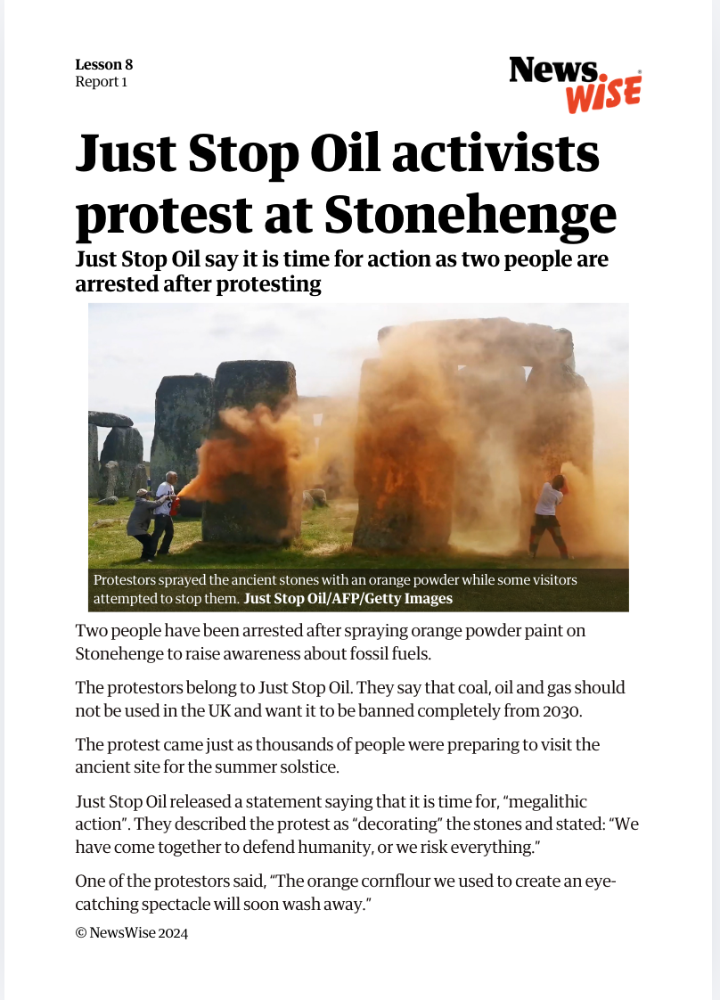 Lesson 8
Report 1
News
wise
Just Stop Oil activists
protest at Stonehenge
Just Stop Oil say it is time for action as two people are
arrested after protesting
Protestors sprayed the ancient stones with an orange powder while some visitors
attempted to stop them. Just Stop Oil/AFP/Getty Images
Two people have been arrested after spraying orange powder paint on
Stonehenge to raise awareness about fossil fuels.
The protestors belong to Just Stop Oil. They say that coal, oil and gas should
not be used in the UK and want it to be banned completely from 2030.
The protest came just as thousands of people were preparing to visit the
ancient site for the summer solstice.
Just Stop Oil released a statement saying that it is time for, “megalithic
action”. They described the protest as “decorating” the stones and stated: “We
have come together to defend humanity, or we risk everything.”
One of the protestors said, “The orange cornflour we used to create an eye-
catching spectacle will soon wash away.”
© NewsWise 2024